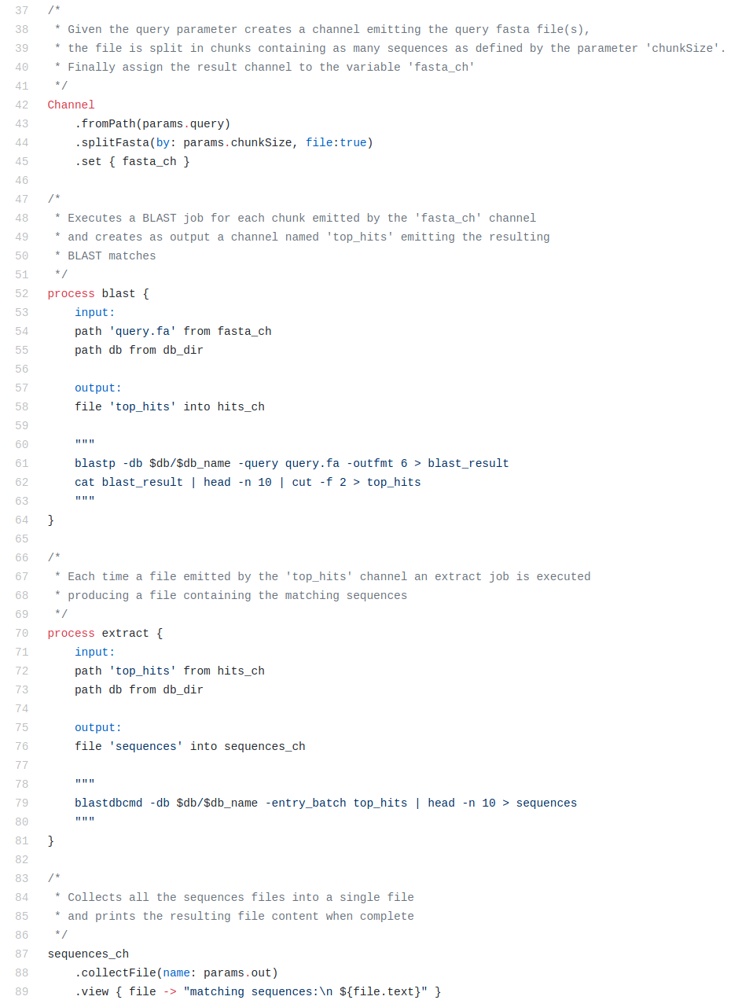 37 /*
38  * Given the query parameter creates a channel emitting the query fasta file(s),
39  * the file is split in chunks containing as many sequences as defined by the parameter 'chunkSize'.
40  * Finally assign the result channel to the variable 'fasta_ch'
41  */
42 Channel
43     .fromPath(params.query)
44     .splitFasta(by: params.chunkSize, file:true)
45     .set { fasta_ch }
46
47 /*
48  * Executes a BLAST job for each chunk emitted by the 'fasta_ch' channel
49  * and creates as output a channel named 'top_hits' emitting the resulting
50  * BLAST matches
51  */
52 process blast {
53     input:
54     path 'query.fa' from fasta_ch
55     path db from db_dir
56
57     output:
58     file 'top_hits' into hits_ch
59
60     """
61     blastp -db $db/$db_name -query query.fa -outfmt 6 > blast_result
62     cat blast_result | head -n 10 | cut -f 2 > top_hits
63     """
64 }
65
66 /*
67  * Each time a file emitted by the 'top_hits' channel an extract job is executed
68  * producing a file containing the matching sequences
69  */
70 process extract {
71     input:
72     path 'top_hits' from hits_ch
73     path db from db_dir
74
75     output:
76     file 'sequences' into sequences_ch
77
78     """
79     blastdbcmd -db $db/$db_name -entry_batch top_hits | head -n 10 > sequences
80     """
81 }
82
83 /*
84  * Collects all the sequences files into a single file
85  * and prints the resulting file content when complete
86  */
87 sequences_ch
88     .collectFile(name: params.out)
89     .view { file -> "matching sequences:\n ${file.text}" }